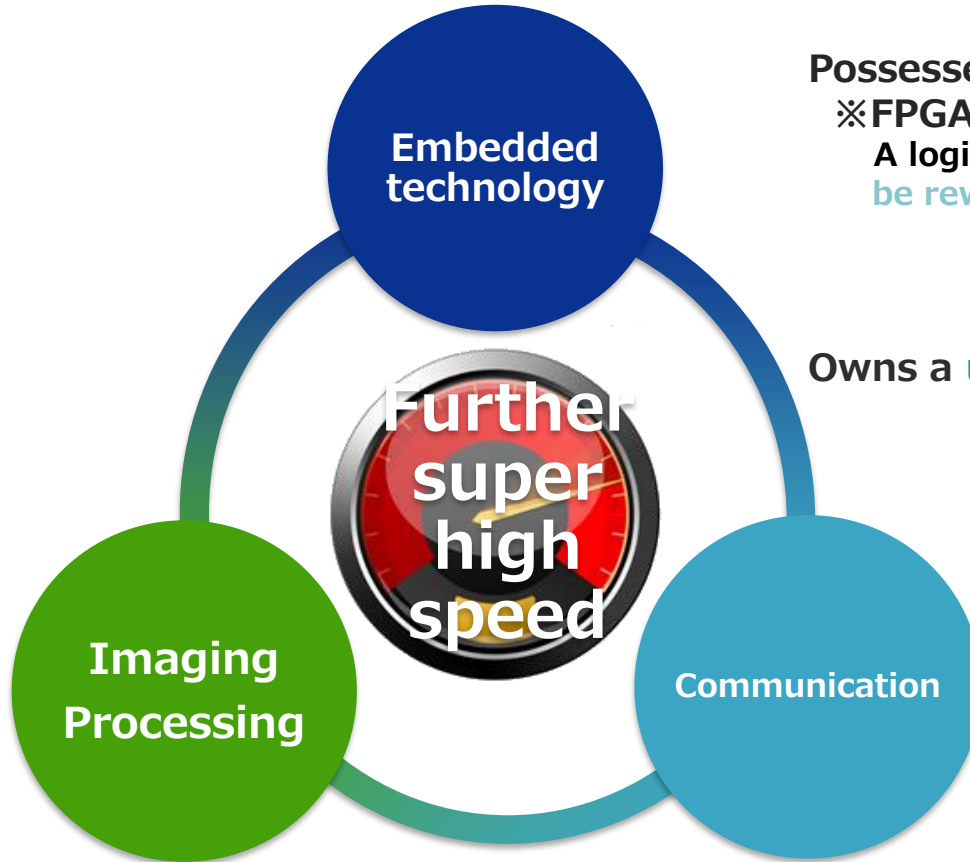 Embedded
technology
Possesse
※FPGA
A logi
be rew
Owns a
Further
super
high
speed
Imaging
Processing
Communication